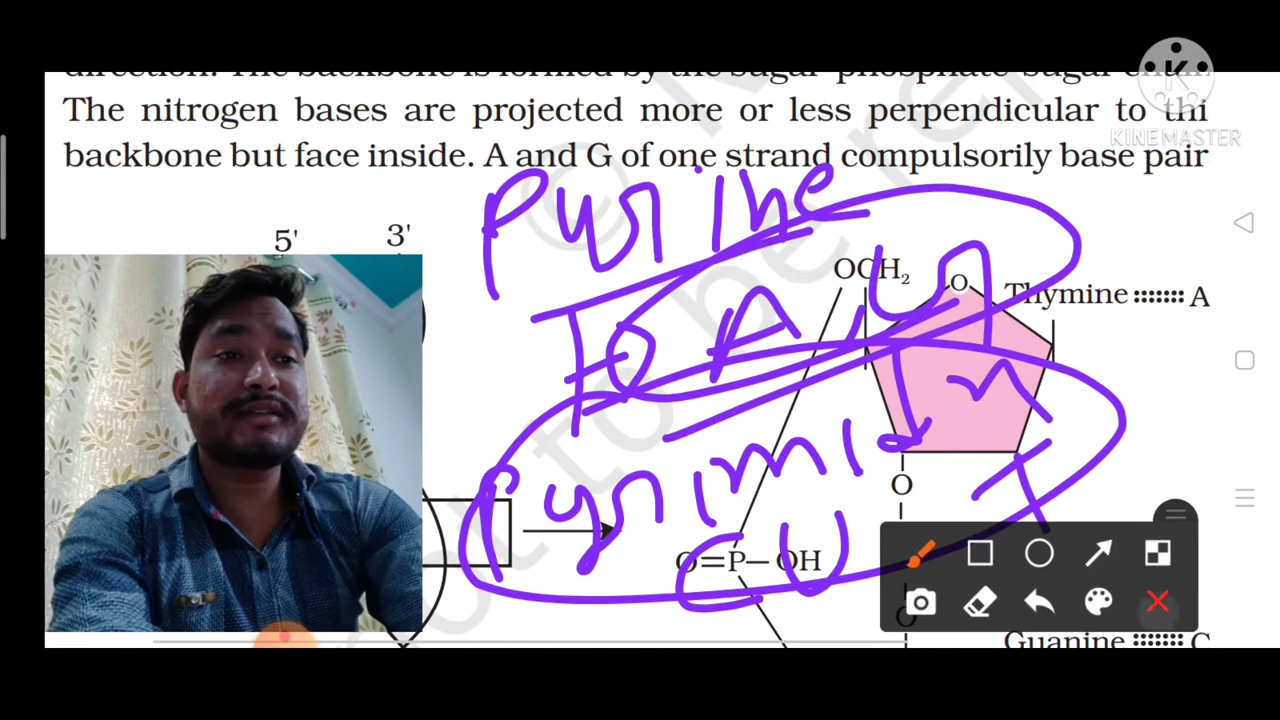 The nitrogen bases are projected more or less perpendicular to thi
backbone but face inside. A and G of one strand compulsorily base pair
KINEMASTER
Purine
5'
3'
A, G
OCH₂
O
Thymine A
O
O=P—OH
C U
T
O
Guanine C